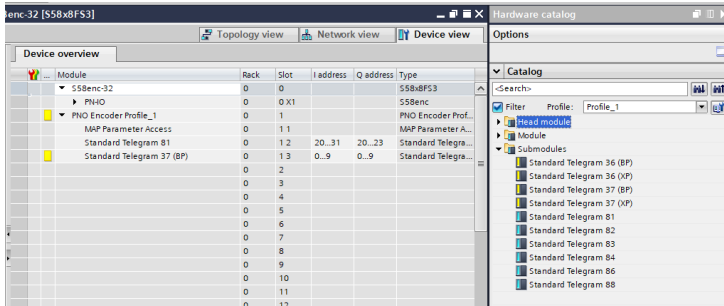 enc-32 [S58x8FS3]
Topology view Network view Device view
Device overview
... Module Rack Slot I address Q address Type
S58enc-32 0 0 S58x8FS3
PN-IO 0 0 X1 S58enc
PNO Encoder Profile_1 0 1 PNO Encoder Prof...
MAP Parameter Access 0 1 1 MAP Parameter A...
Standard Telegram 81 0 1 2 20...31 20...23 Standard Telegra...
Standard Telegram 37 (BP) 0 1 3 0...9 0...9 Standard Telegra...
0 2
0 3
0 4
0 5
0 6
0 7
0 8
0 9
0 10
0 11
0 12
Hardware catalog
Options
Catalog
<Search>
Filter Profile: Profile_1
Head module
Module
Submodules
Standard Telegram 36 (BP)
Standard Telegram 36 (XP)
Standard Telegram 37 (BP)
Standard Telegram 37 (XP)
Standard Telegram 81
Standard Telegram 82
Standard Telegram 83
Standard Telegram 84
Standard Telegram 86
Standard Telegram 88